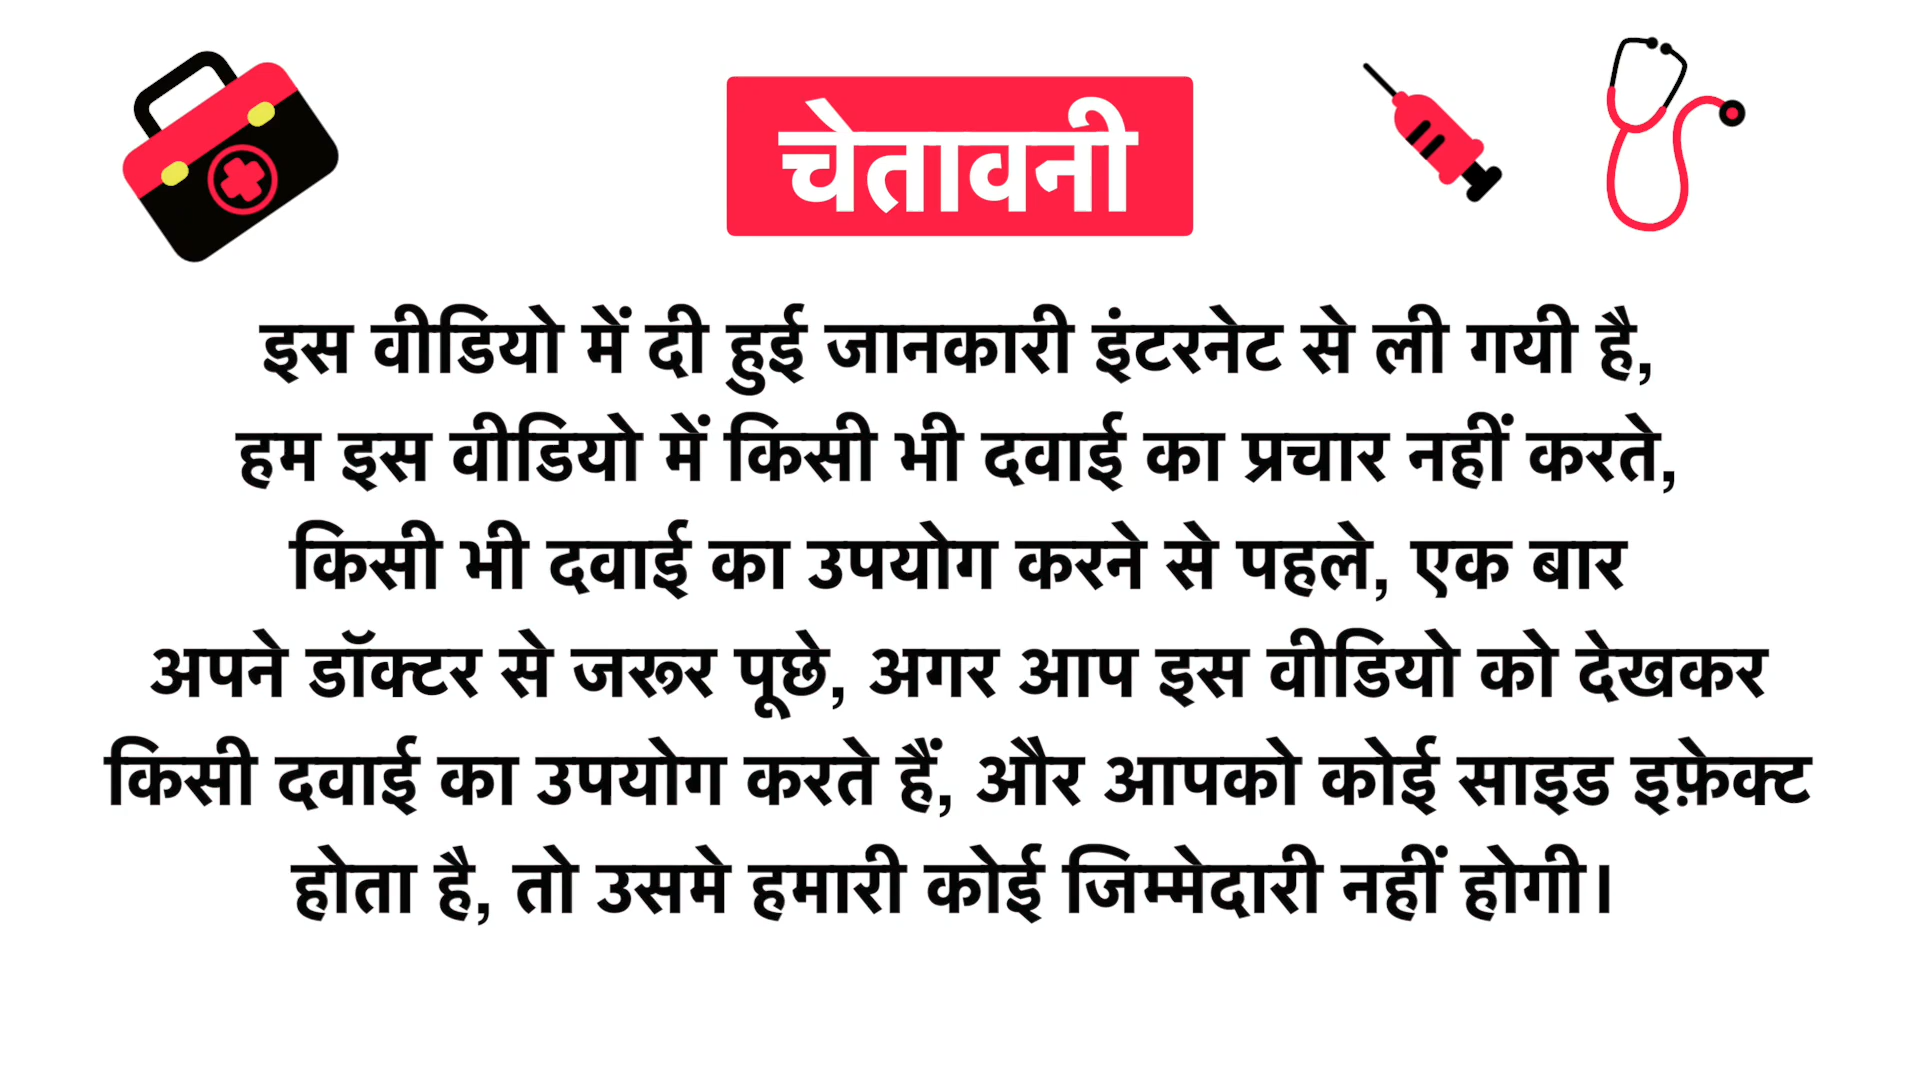 चेतावनी
इस वीडियो में दी हुई जानकारी इंटरनेट से ली गयी है,
हम इस वीडियो में किसी भी दवाई का प्रचार नहीं करते,
किसी भी दवाई का उपयोग करने से पहले, एक बार
अपने डॉक्टर से जरूर पूछे, अगर आप इस वीडियो को देखकर
किसी दवाई का उपयोग करते हैं, और आपको कोई साइड इफ़ेक्ट
होता है, तो उसमे हमारी कोई जिम्मेदारी नहीं होगी।